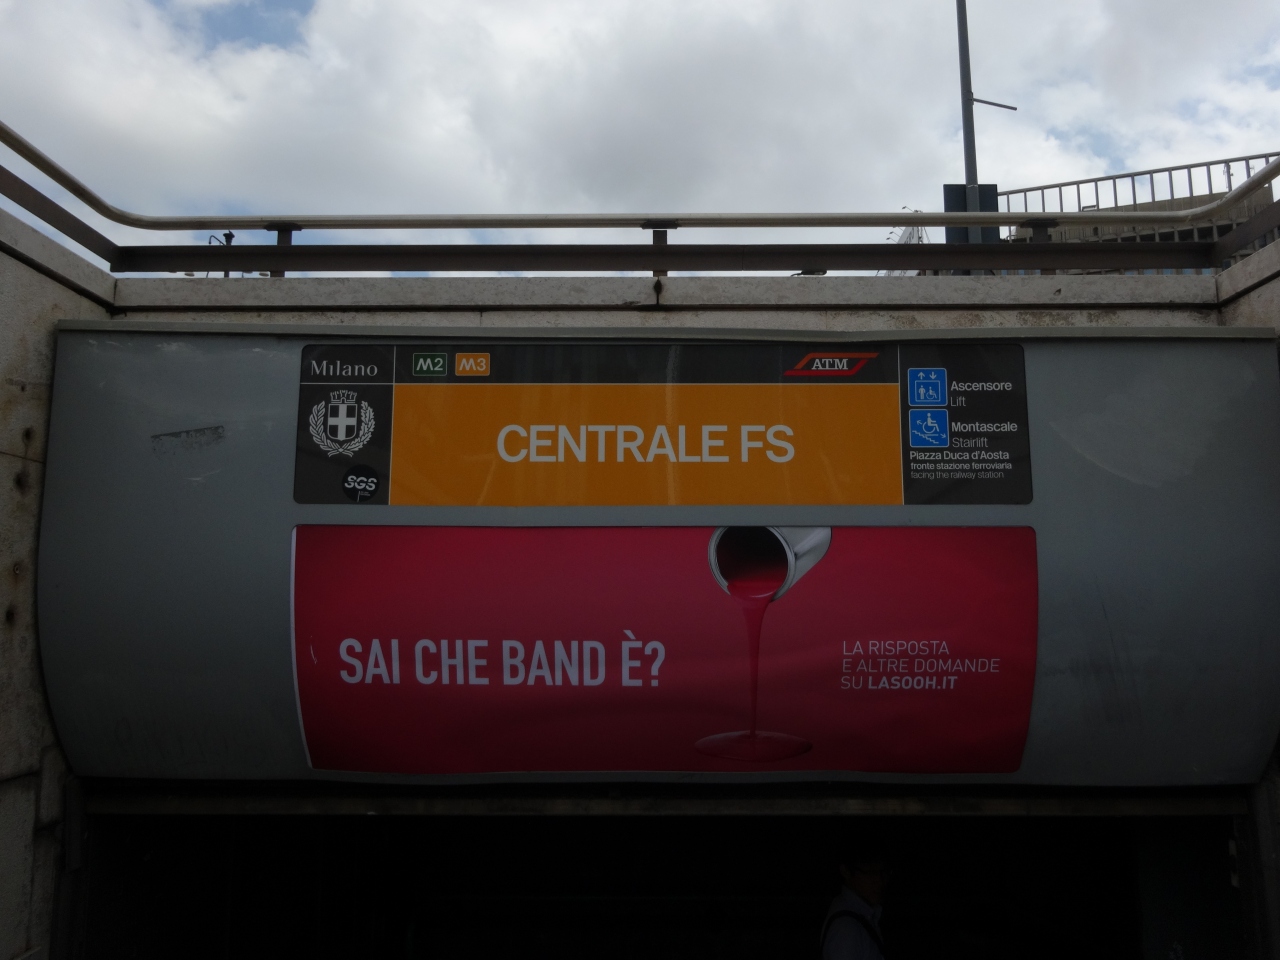 Milano
M2 M3
ATM
CENTRALE FS
SGS
Ascensore
Lift
Montascale
Stairlift
Piazza Duca d'Aosta
fronte stazione ferroviaria
facing the railway station
SAI CHE BAND È?
LA RISPOSTA
E ALTRE DOMANDE
SU LASOOH.IT